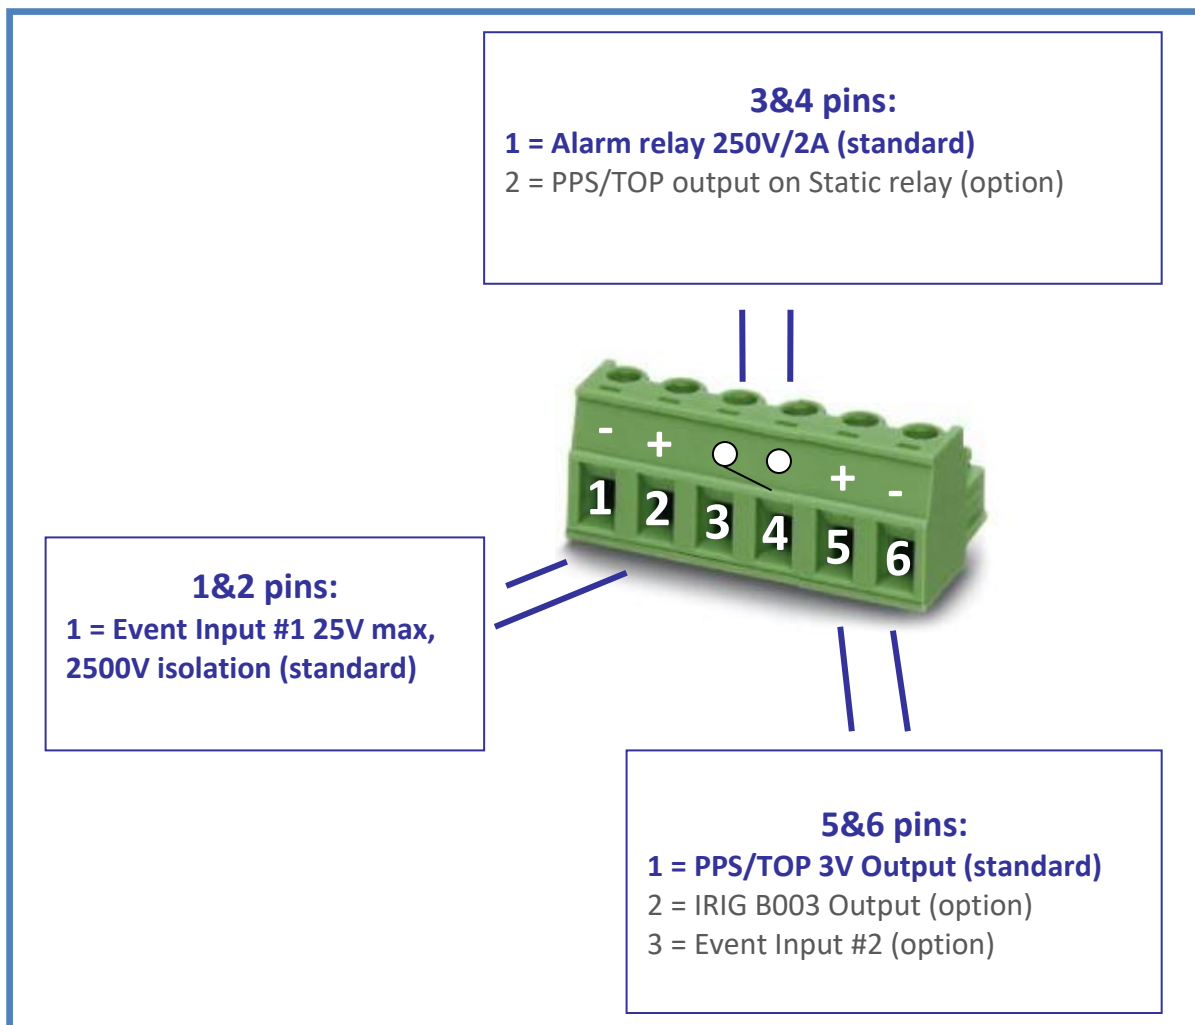 3&4 pins:
1 = Alarm relay 250V/2A (standard)
2 = PPS/TOP output on Static relay (option)
- + + -
1 2 3 4 5 6
1&2 pins:
1 = Event Input #1 25V max,
2500V isolation (standard)
5&6 pins:
1 = PPS/TOP 3V Output (standard)
2 = IRIG B003 Output (option)
3 = Event Input #2 (option)